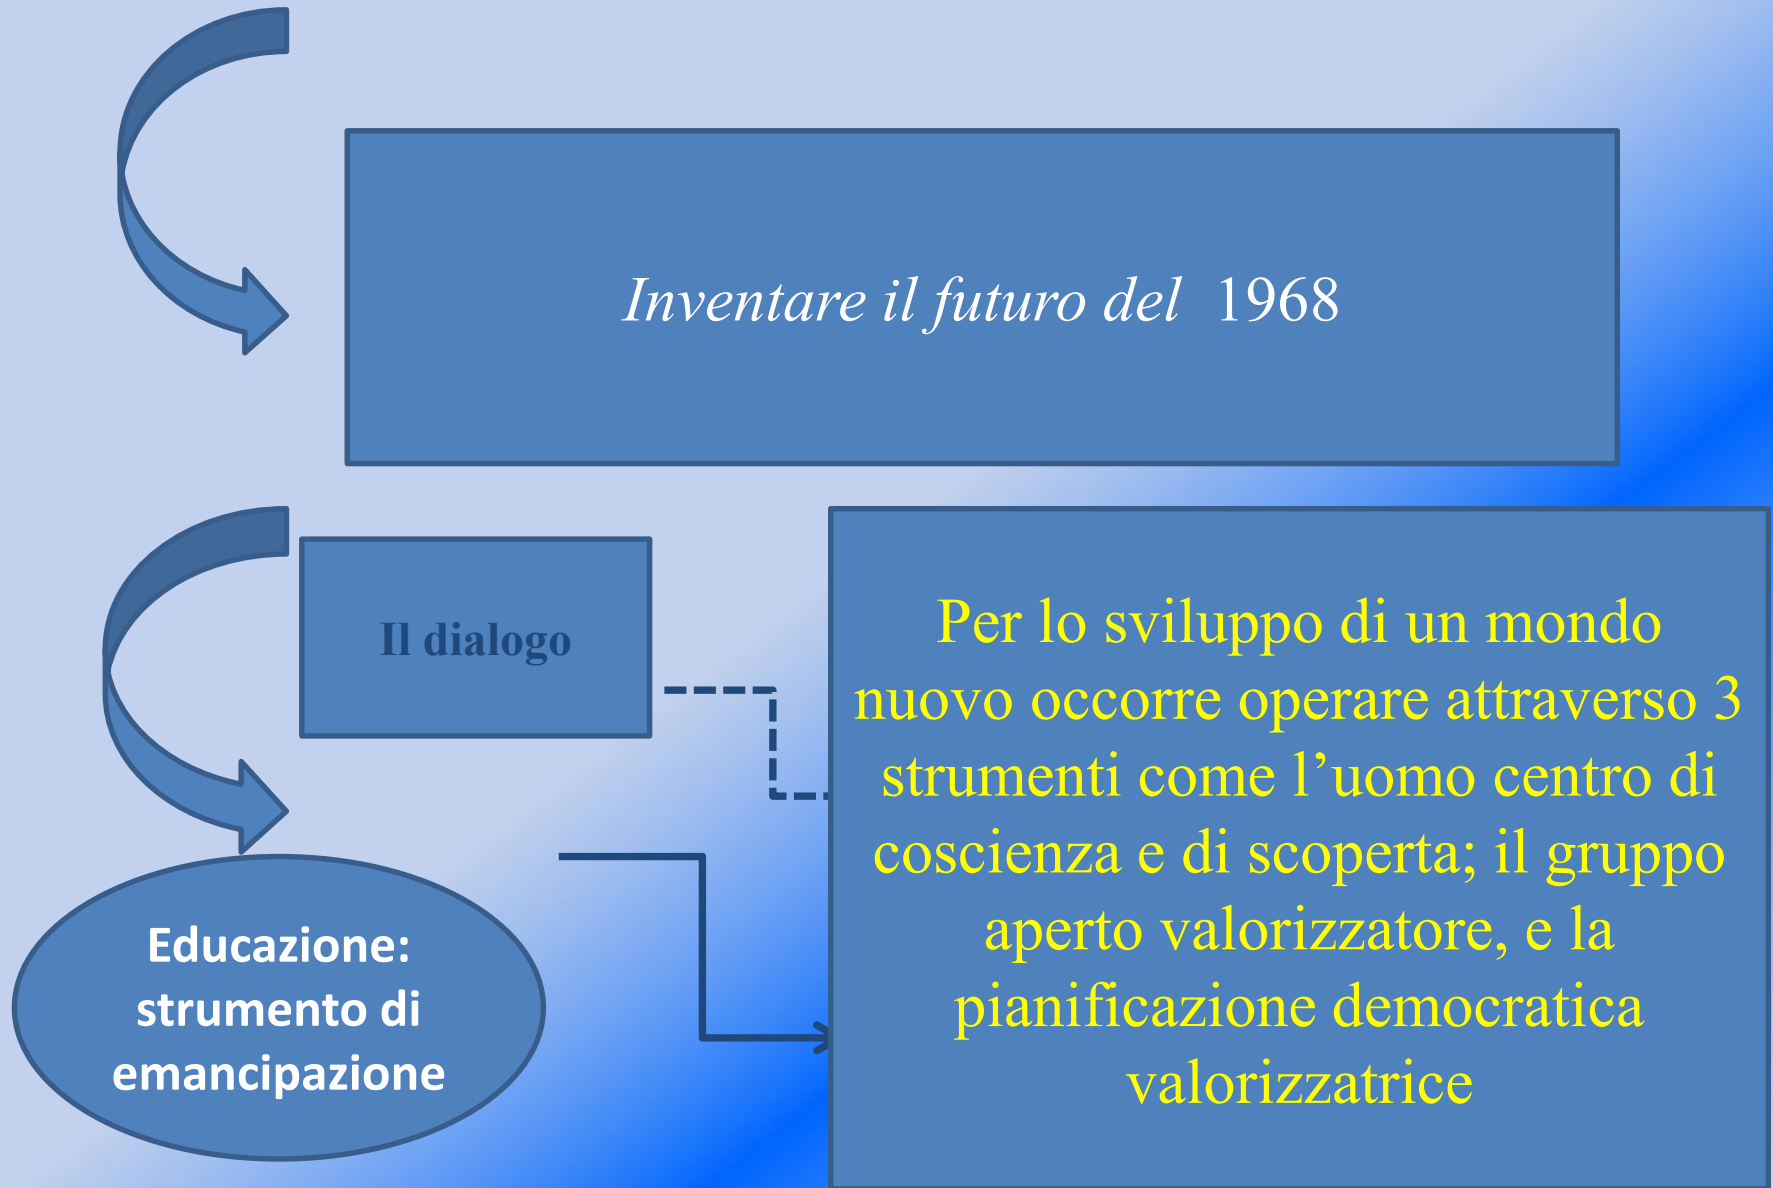 Inventare il futuro del 1968
Il dialogo
Per lo sviluppo di un mondo
nuovo occorre operare attraverso 3
strumenti come l’uomo centro di
coscienza e di scoperta; il gruppo
aperto valorizzatore, e la
pianificazione democratica
valorizzatrice
Educazione:
strumento di
emancipazione